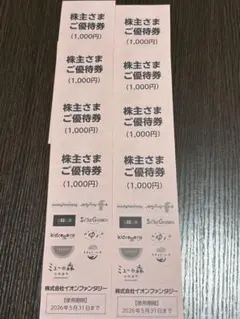 株主さま
ご優待券
(1,000円)
株主さま
ご優待券
(1,000円)
株主さま
ご優待券
(1,000円)
株主さま
ご優待券
(1,000円)
株式会社イオンファンタジー
【使用期限】
2026年5月31日まで
株主さま
ご優待券
(1,000円)
株主さま
ご優待券
(1,000円)
株主さま
ご優待券
(1,000円)
株主さま
ご優待券
(1,000円)
株式会社イオンファンタジー
【使用期限】
2026年5月31日まで